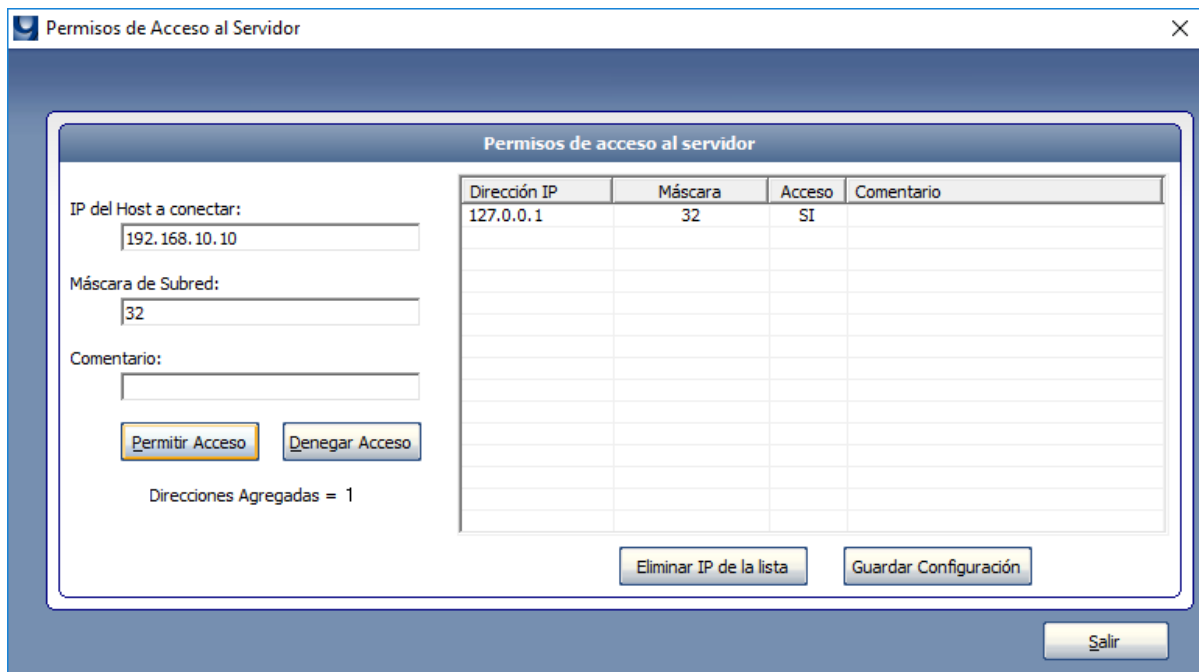 Permisos de Acceso al Servidor
Permisos de acceso al servidor
IP del Host a conectar:
192.168.10.10
Máscara de Subred:
32
Comentario:
Permitir Acceso Denegar Acceso
Direcciones Agregadas = 1
Dirección IP Máscara Acceso Comentario
127.0.0.1 32 SI
Eliminar IP de la lista Guardar Configuración
Salir